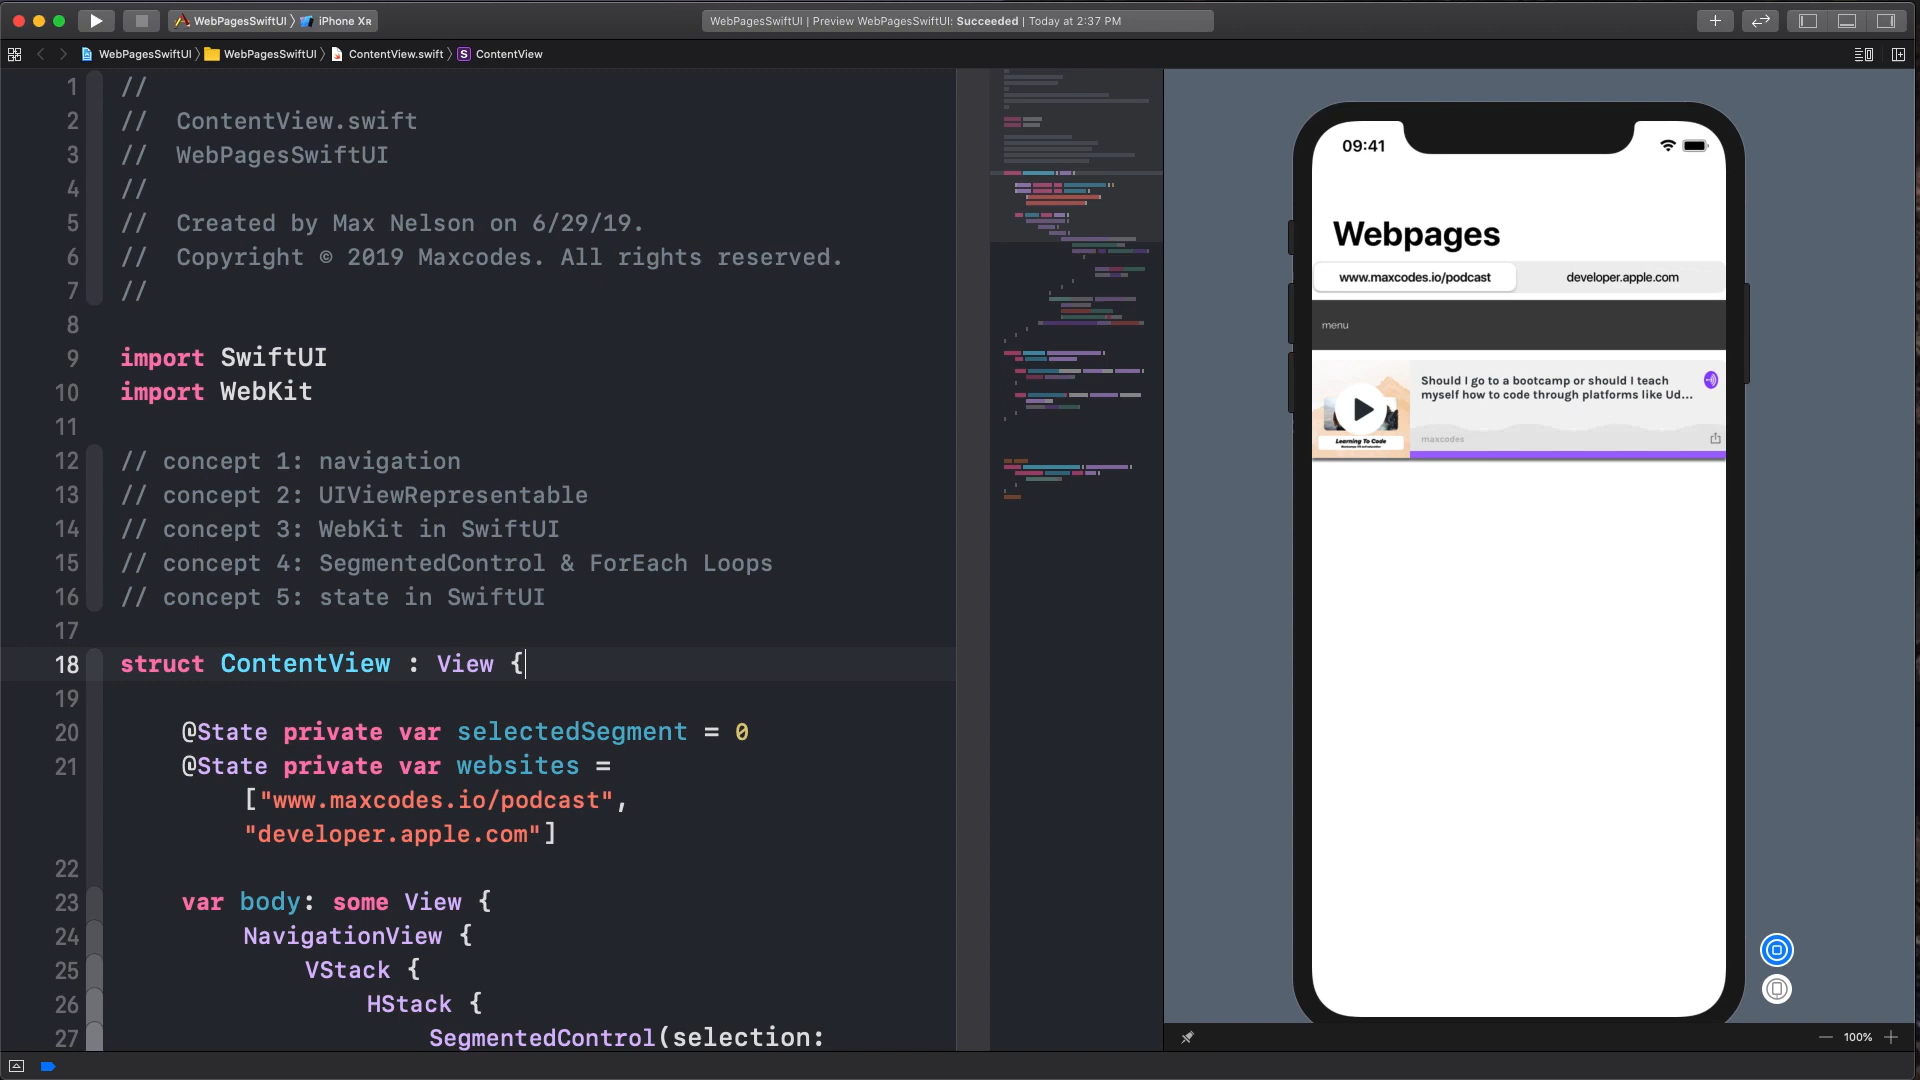 WebPagesSwiftUI
iPhone XR
WebPagesSwiftUI | Preview WebPagesSwiftUI: Succeeded | Today at 2:37 PM
WebPagesSwiftUI
WebPagesSwiftUI
ContentView.swift
S
ContentView
1 //
2 //  ContentView.swift
3 //  WebPagesSwiftUI
4 //
5 //  Created by Max Nelson on 6/29/19.
6 //  Copyright © 2019 Maxcodes. All rights reserved.
7 //
8
9 import SwiftUI
10 import WebKit
11
12 // concept 1: navigation
13 // concept 2: UIViewRepresentable
14 // concept 3: WebKit in SwiftUI
15 // concept 4: SegmentedControl & ForEach Loops
16 // concept 5: state in SwiftUI
17
18 struct ContentView : View {
19
20 @State private var selectedSegment = 0
21 @State private var websites =
["www.maxcodes.io/podcast",
"developer.apple.com"]
22
23 var body: some View {
24 NavigationView {
25 VStack {
26 HStack {
27 SegmentedControl(selection:
09:41
Webpages
www.maxcodes.io/podcast
developer.apple.com
menu
Should I go to a bootcamp or should I teach
myself how to code through platforms like Ud...
Learning To Code
maxcodes
100%